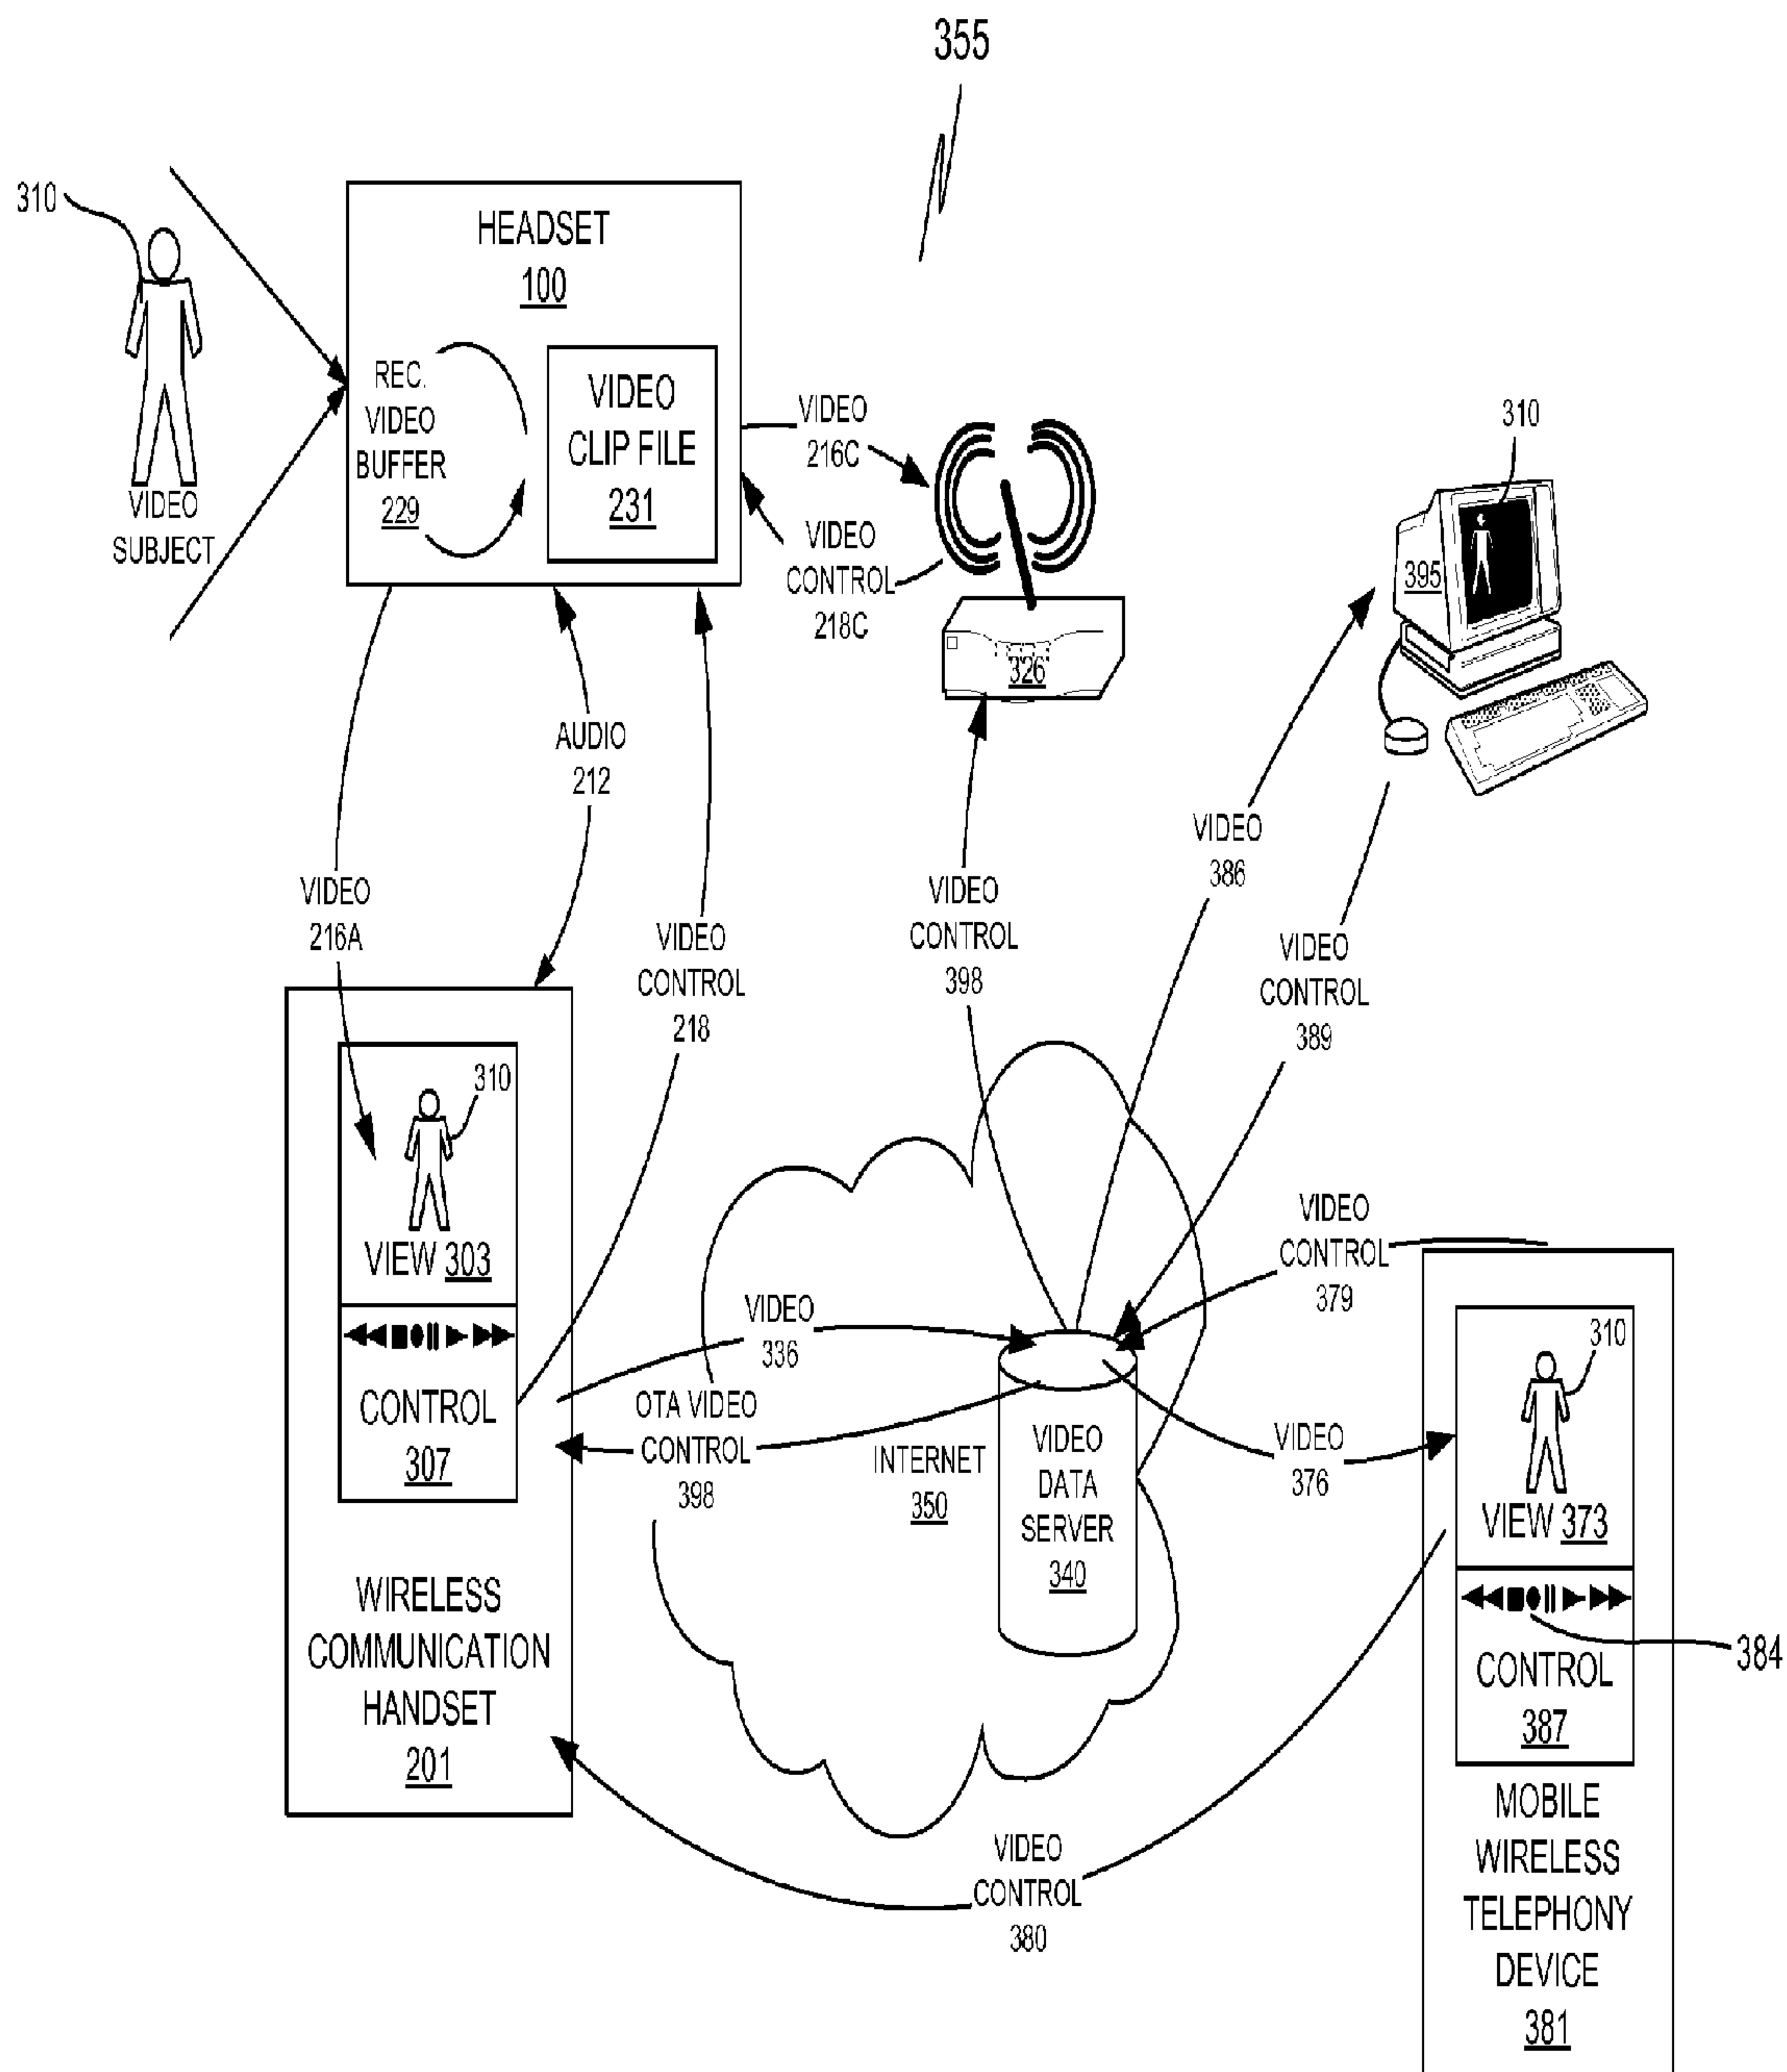 355
310
VIDEO
SUBJECT
HEADSET
100
REC.
VIDEO
BUFFER
229
VIDEO
CLIP FILE
231
VIDEO
216C
VIDEO
CONTROL
218C
326
310
395
AUDIO
212
VIDEO
216A
VIDEO
CONTROL
218
VIDEO
CONTROL
398
VIDEO
386
VIDEO
CONTROL
389
310
VIEW 303
CONTROL
307
WIRELESS
COMMUNICATION
HANDSET
201
VIDEO
336
OTA VIDEO
CONTROL
398
INTERNET
350
VIDEO
DATA
SERVER
340
VIDEO
CONTROL
379
VIDEO
376
310
VIEW 373
384
CONTROL
387
MOBILE
WIRELESS
TELEPHONY
DEVICE
381
VIDEO
CONTROL
380